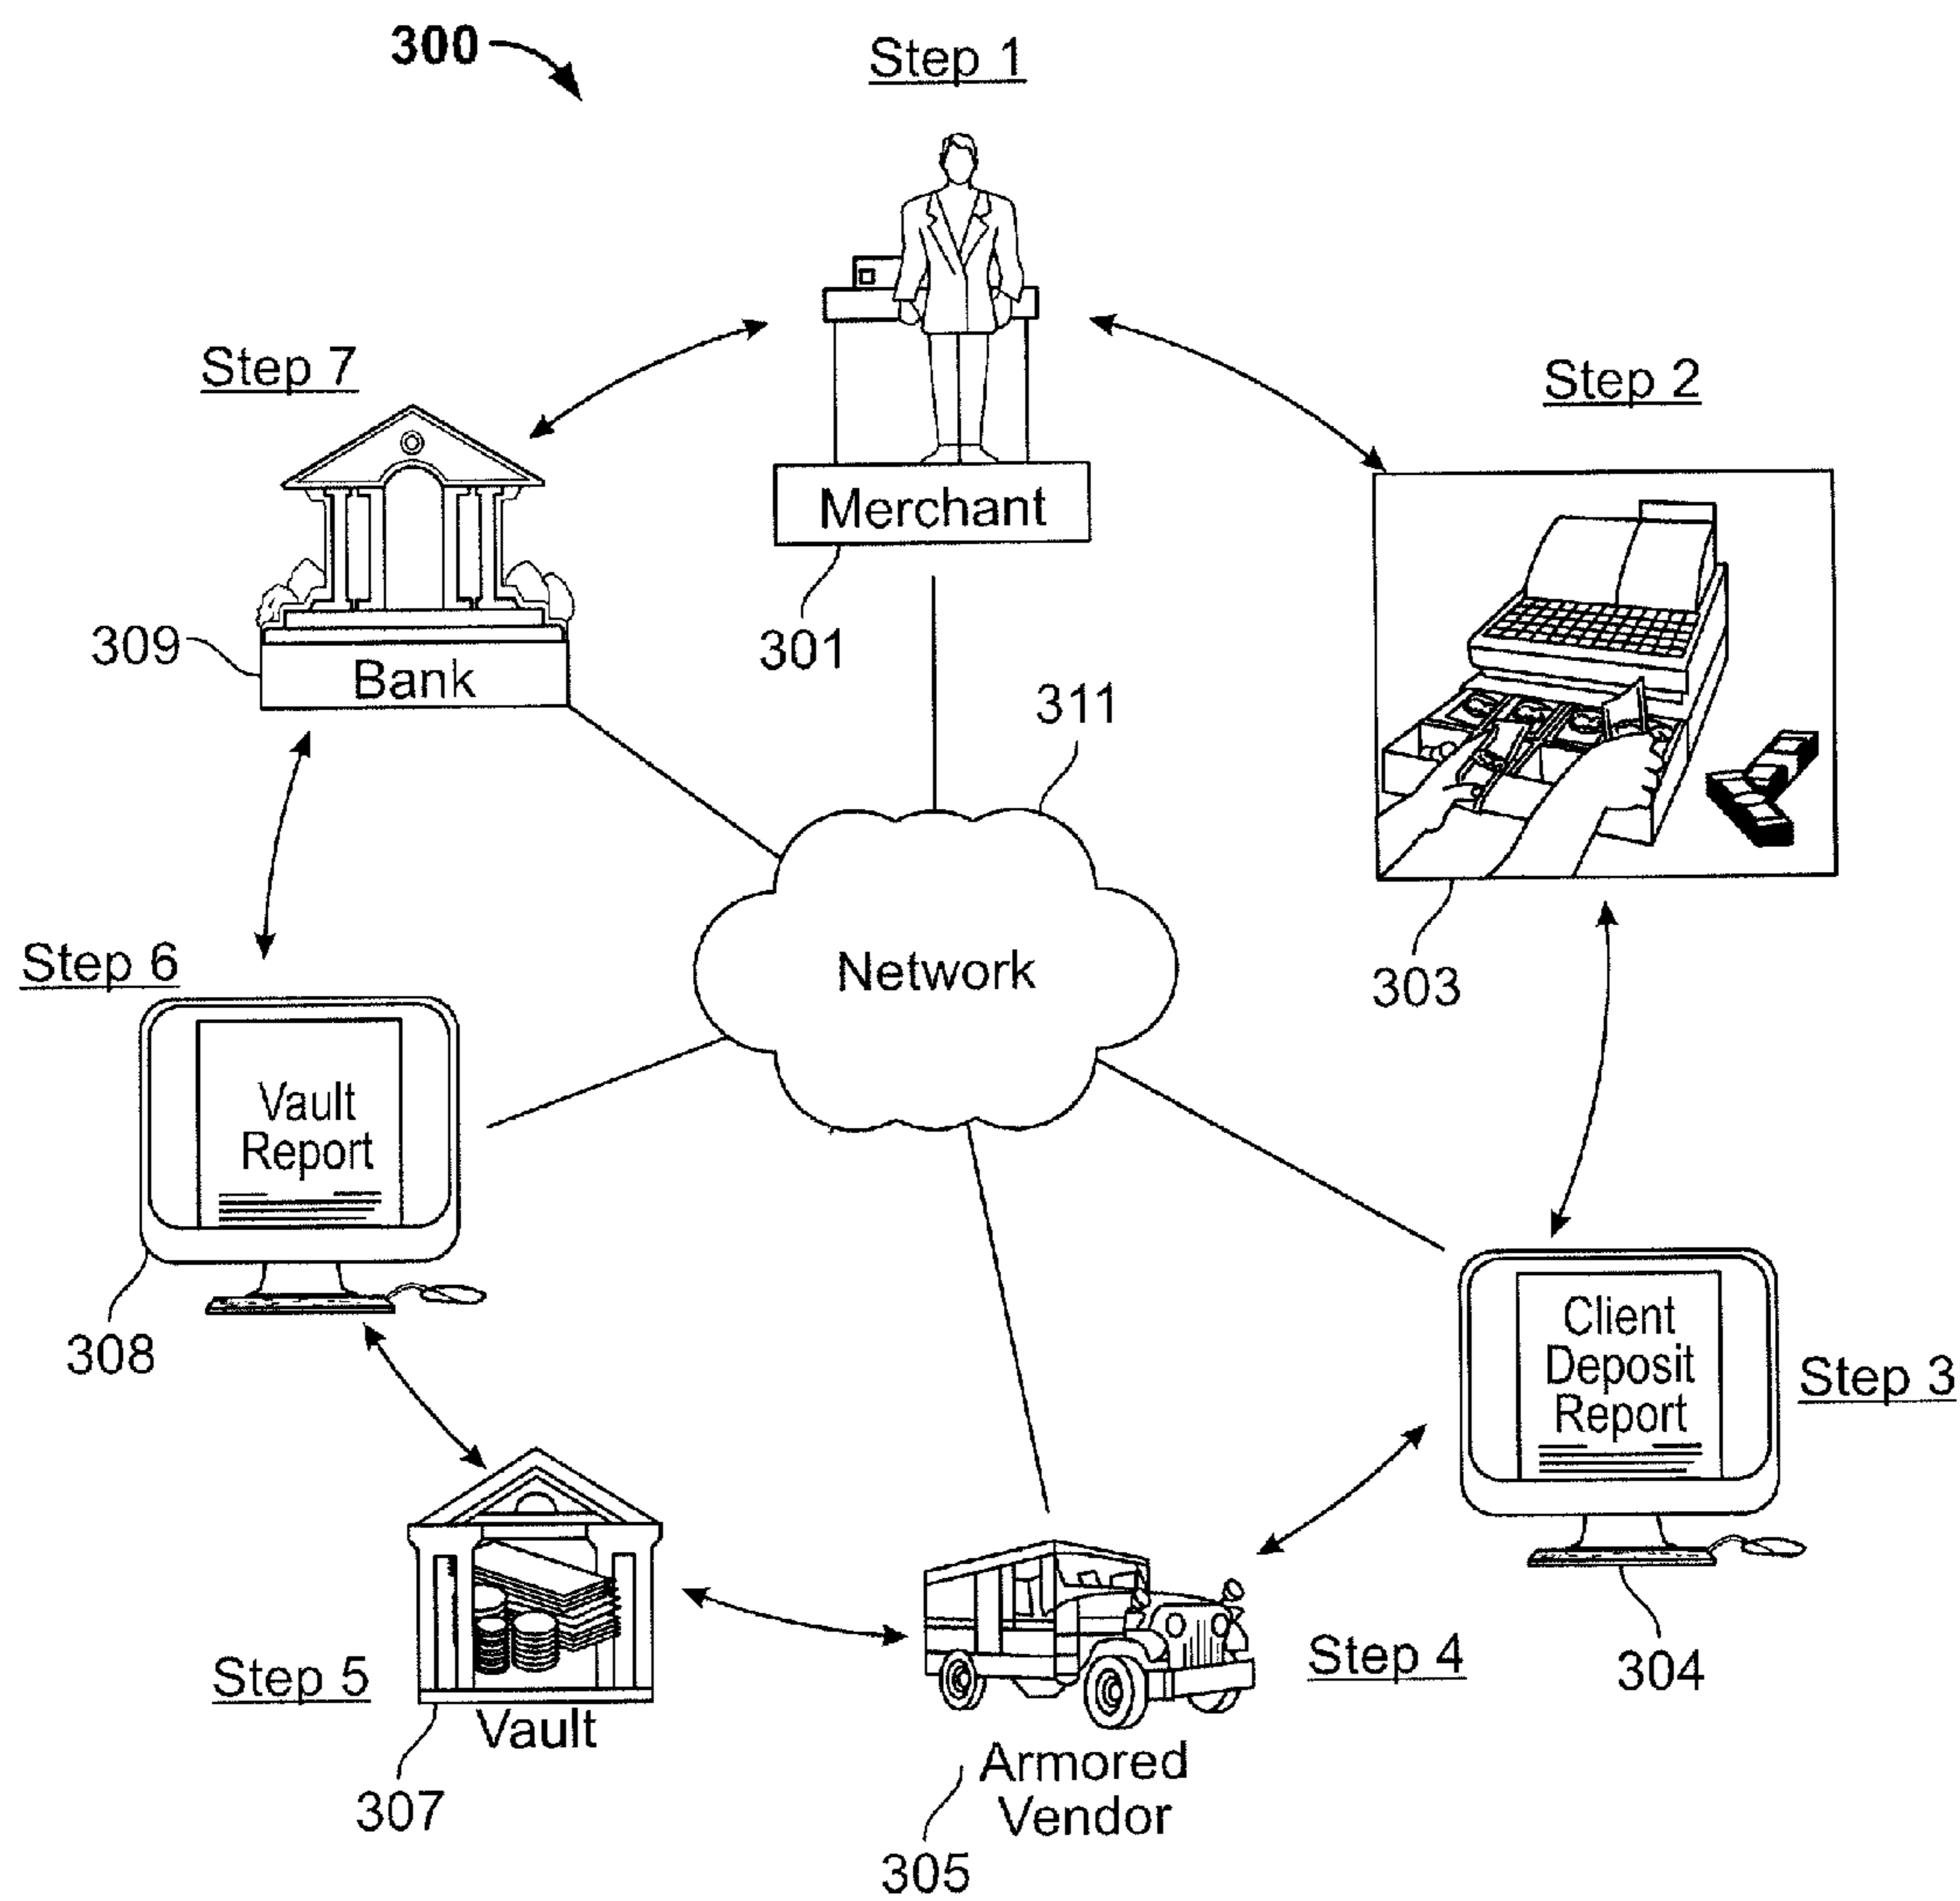 300
Step 1
Step 7
Step 2
Merchant
309
301
Bank
311
Network
303
Step 6
Vault
Report
308
Client
Deposit
Report
Step 3
304
Step 5
Vault
307
Step 4
Armored
Vendor
305